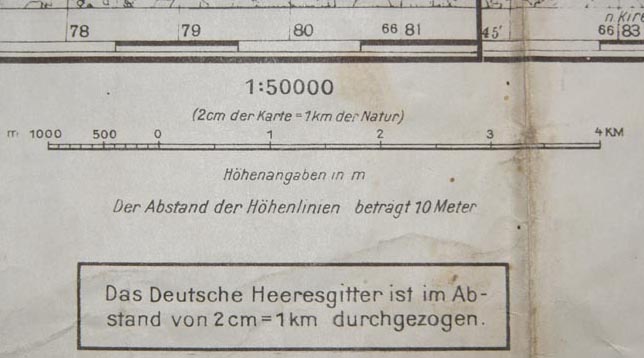 n. Kire
78 79 80 66 81 45' 66 83
1:50000
(2cm der Karte = 1km der Natur)
m 1000 500 0 1 2 3 4 KM
Höhenangaben in m
Der Abstand der Höhenlinien beträgt 10 Meter
Das Deutsche Heeresgitter ist im Ab-
stand von 2cm=1km durchgezogen.